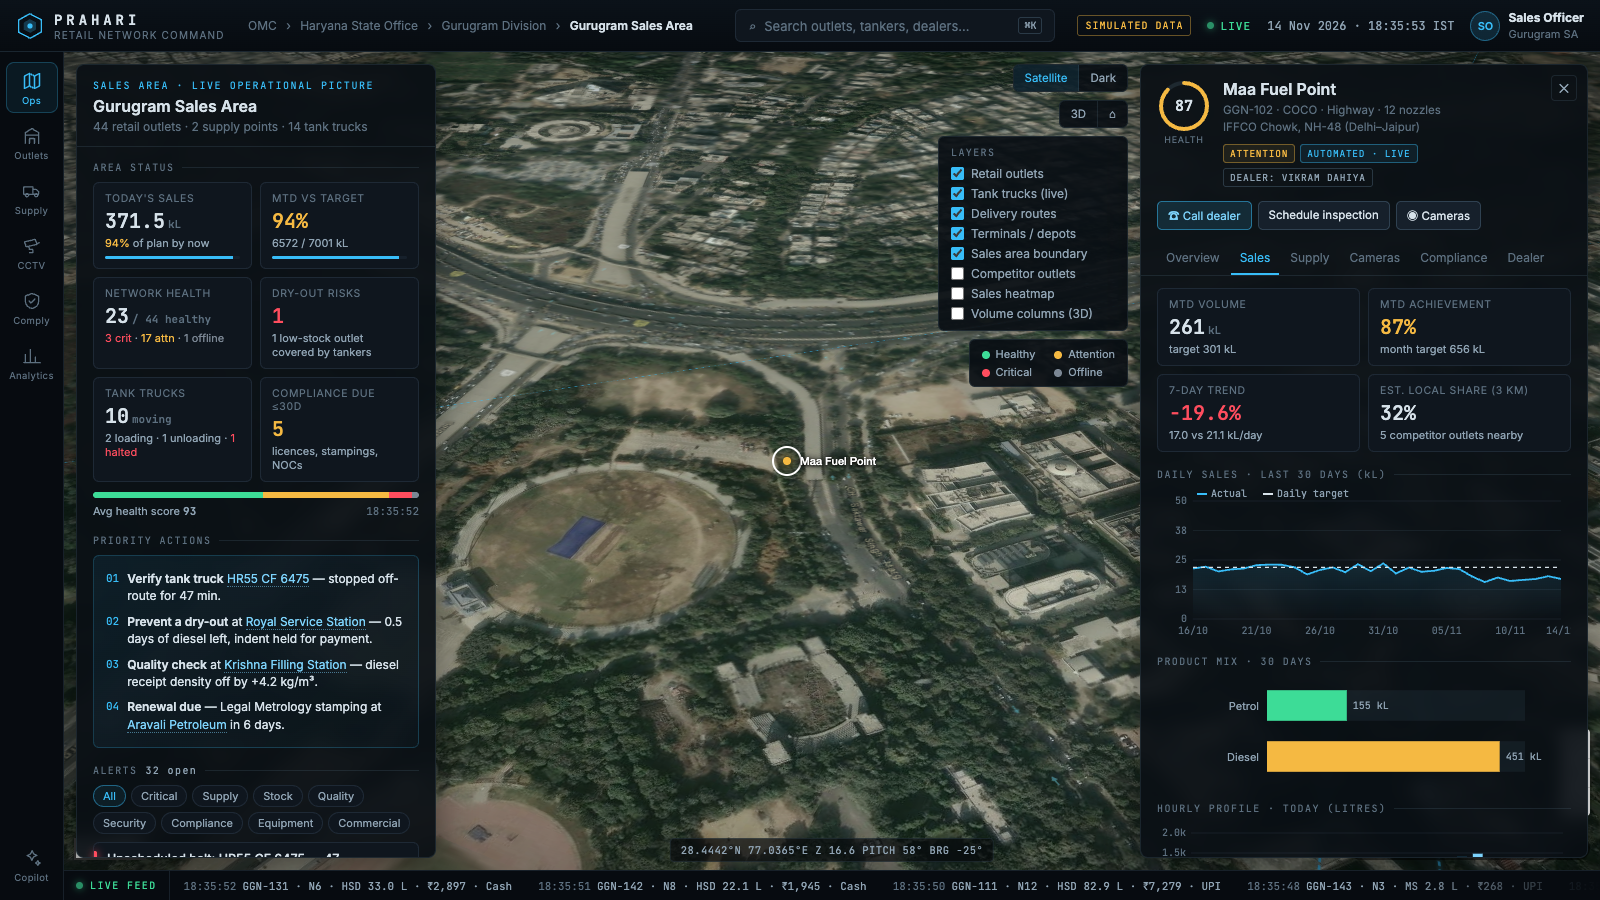 PRAHARI
RETAIL NETWORK COMMAND
OMC › Haryana State Office › Gurugram Division › Gurugram Sales Area
Search outlets, tankers, dealers...
⌘K
SIMULATED DATA
LIVE
14 Nov 2026 · 18:35:53 IST
SO
Sales Officer
Gurugram SA
Ops
Outlets
Supply
CCTV
Comply
Analytics
Copilot
SALES AREA · LIVE OPERATIONAL PICTURE
Gurugram Sales Area
44 retail outlets · 2 supply points · 14 tank trucks
AREA STATUS
TODAY'S SALES
371.5 kL
94% of plan by now
MTD VS TARGET
94%
6572 / 7001 kL
NETWORK HEALTH
23 / 44 healthy
3 crit · 17 attn · 1 offline
DRY-OUT RISKS
1
1 low-stock outlet
covered by tankers
TANK TRUCKS
10 moving
2 loading · 1 unloading · 1
halted
COMPLIANCE DUE
≤30D
5
licences, stampings,
NOCs
Avg health score 93
18:35:52
PRIORITY ACTIONS
01 Verify tank truck HR55 CF 6475 — stopped off-
route for 47 min.
02 Prevent a dry-out at Royal Service Station — 0.5
days of diesel left, indent held for payment.
03 Quality check at Krishna Filling Station — diesel
receipt density off by +4.2 kg/m³.
04 Renewal due — Legal Metrology stamping at
Aravali Petroleum in 6 days.
ALERTS 32 open
All
Critical
Supply
Stock
Quality
Security
Compliance
Equipment
Commercial
Unscheduled halt: HR55 CF 6475 — 47
Satellite
Dark
3D
LAYERS
Retail outlets
Tank trucks (live)
Delivery routes
Terminals / depots
Sales area boundary
Competitor outlets
Sales heatmap
Volume columns (3D)
Healthy
Attention
Critical
Offline
Maa Fuel Point
28.4442°N 77.0365°E Z 16.6 PITCH 58° BRG -25°
87
HEALTH
Maa Fuel Point
GGN-102 · COCO · Highway · 12 nozzles
IFFCO Chowk, NH-48 (Delhi–Jaipur)
ATTENTION
AUTOMATED · LIVE
DEALER: VIKRAM DAHIYA
☎ Call dealer
Schedule inspection
◉ Cameras
Overview
Sales
Supply
Cameras
Compliance
Dealer
MTD VOLUME
261 kL
target 301 kL
MTD ACHIEVEMENT
87%
month target 656 kL
7-DAY TREND
-19.6%
17.0 vs 21.1 kL/day
EST. LOCAL SHARE (3 KM)
32%
5 competitor outlets nearby
DAILY SALES · LAST 30 DAYS (kL)
Actual
Daily target
50
38
25
13
0
16/10 21/10 26/10 31/10 05/11 10/11 14/1
PRODUCT MIX · 30 DAYS
Petrol 155 kL
Diesel 451 kL
HOURLY PROFILE · TODAY (LITRES)
2.0k
1.5k
LIVE FEED
18:35:52 GGN-131 · N6 · HSD 33.0 L · ₹2,897 · Cash
18:35:51 GGN-142 · N8 · HSD 22.1 L · ₹1,945 · Cash
18:35:50 GGN-111 · N12 · HSD 82.9 L · ₹7,279 · UPI
18:35:48 GGN-143 · N3 · MS 2.8 L · ₹268 · UPI